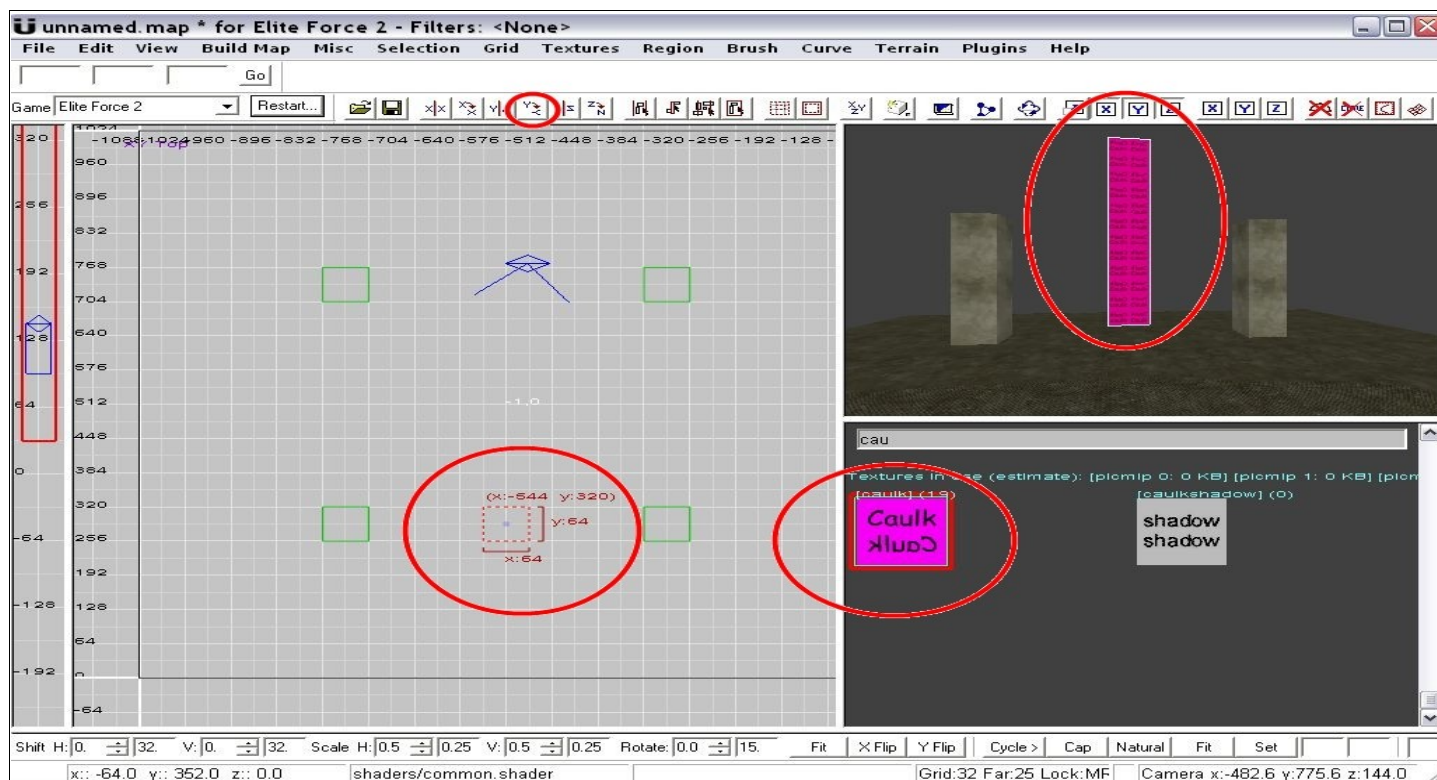 unnamed.map * for Elite Force 2 - Filters: <None>
File Edit View Build Map Misc Selection Grid Textures Region Brush Curve Terrain Plugins Help
Go
Game Elite Force 2 Restart...
320 256 192 128 64 0 -64 -128 -192
-960 -896 -832 -768 -704 -640 -576 -512 -448 -384 -320 -256 -192 -128 -
960
896
832
768
704
640
576
512
448
384
320
256
192
128
64
0
-64
-1,0
(x:-544 y:320)
y:64
x:64
cau
Textures in use (estimate): [picmip 0: 0 KB] [picmip 1: 0 KB] [picm
[caulk] (19) [caulkshadow] (0)
Caulk
Caulk
shadow
shadow
Shift H: 0. 32. V: 0. 32. Scale H: 0.5 0.25 V: 0.5 0.25 Rotate: 0.0 15. Fit X Flip Y Flip Cycle > Cap Natural Fit Set
x:: -64.0 y:: 352.0 z:: 0.0 shaders/common.shader Grid:32 Far:25 Lock:MF Camera x:-482.6 y:775.6 z:144.0